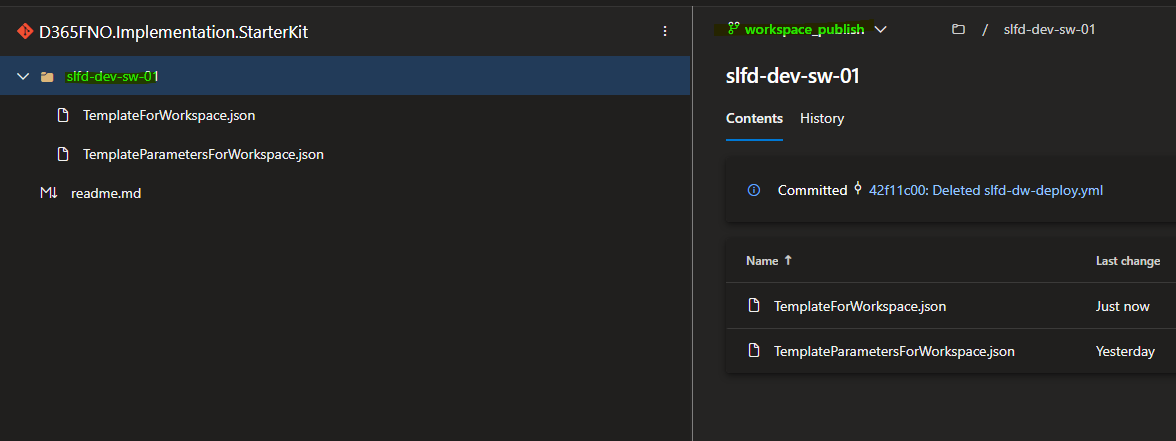 D365FNO.Implementation.StarterKit
slfd-dev-sw-01
TemplateForWorkspace.json
TemplateParametersForWorkspace.json
readme.md
workspace_publish / slfd-dev-sw-01
slfd-dev-sw-01
Contents History
Committed 42f11c00: Deleted slfd-dw-deploy.yml
Name ↑ Last change
TemplateForWorkspace.json Just now
TemplateParametersForWorkspace.json Yesterday